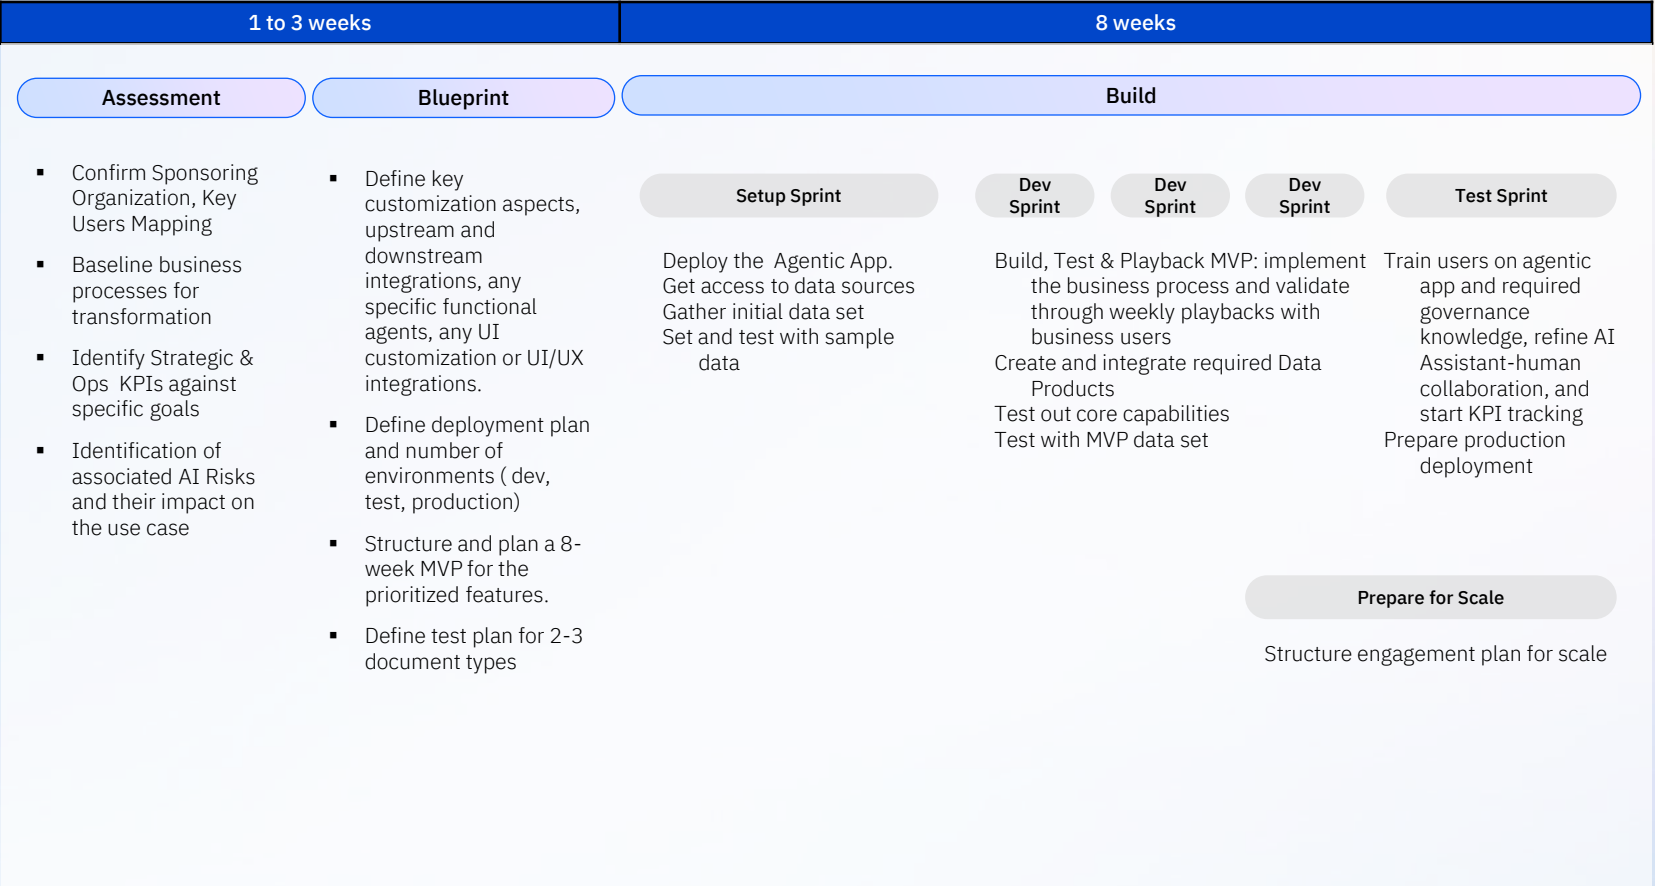 1 to 3 weeks
8 weeks
Assessment
Blueprint
Build
▪ Confirm Sponsoring
Organization, Key
Users Mapping
▪ Baseline business
processes for
transformation
▪ Identify Strategic &
Ops  KPIs against
specific goals
▪ Identification of
associated AI Risks
and their impact on
the use case
▪ Define key
customization aspects,
upstream and
downstream
integrations, any
specific functional
agents, any UI
customization or UI/UX
integrations.
▪ Define deployment plan
and number of
environments ( dev,
test, production)
▪ Structure and plan a 8-
week MVP for the
prioritized features.
▪ Define test plan for 2-3
document types
Setup Sprint
Deploy the  Agentic App.
Get access to data sources
Gather initial data set
Set and test with sample
data
Dev
Sprint
Dev
Sprint
Dev
Sprint
Build, Test & Playback MVP: implement
the business process and validate
through weekly playbacks with
business users
Create and integrate required Data
Products
Test out core capabilities
Test with MVP data set
Test Sprint
Train users on agentic
app and required
governance
knowledge, refine AI
Assistant-human
collaboration, and
start KPI tracking
Prepare production
deployment
Prepare for Scale
Structure engagement plan for scale